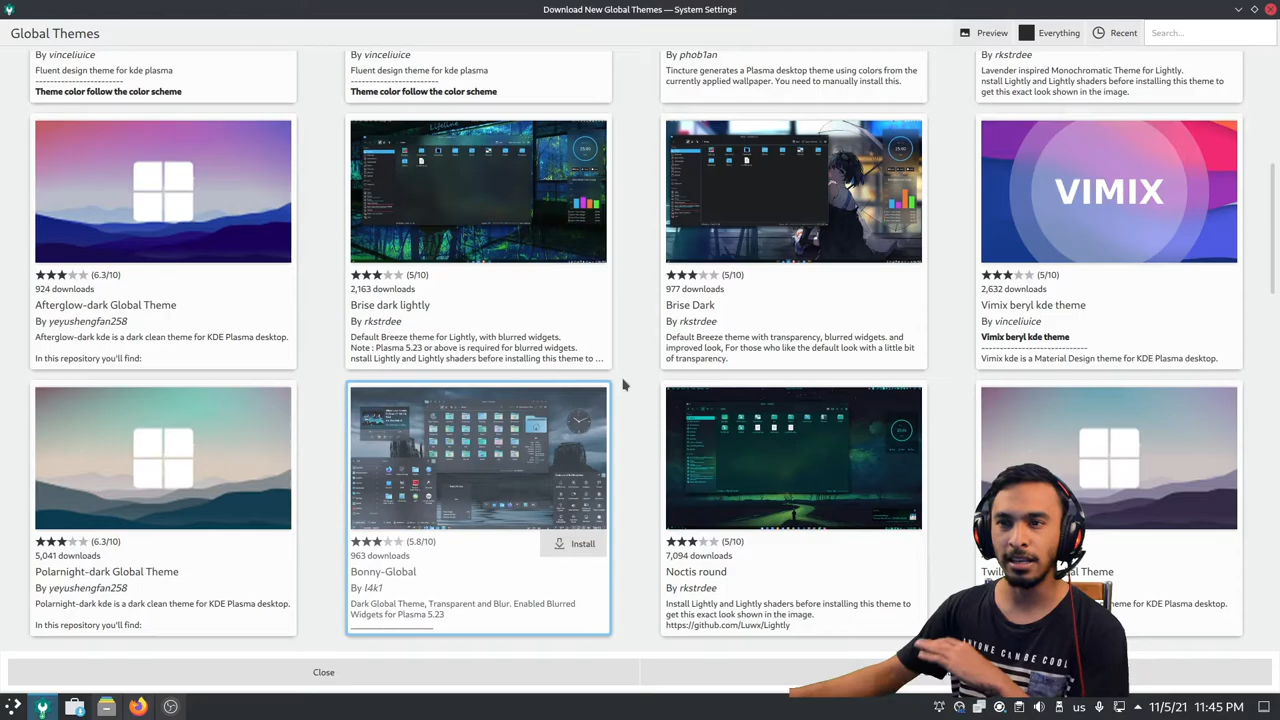 Download New Global Themes — System Settings
Global Themes
Preview
Everything
Recent
Search...
By vinceliuice
Fluent design theme for kde plasma
--------------------------------
Theme color follow the color scheme
By vinceliuice
Fluent design theme for kde plasma
--------------------------------
Theme color follow the color scheme
By phob1an
Tincture generates a Plasma desktop theme using colors from the
currently applied wallpaper. You need to manually install this.
By rkstrdee
Lavender inspired Monochromatic Theme for Lightly.
nstall Lightly and Lightly shaders before installing this theme to
get this exact look shown in the image.
(6.3/10)
924 downloads
Afterglow-dark Global Theme
By yeyushengfan258
Afterglow-dark kde is a dark clean theme for KDE Plasma desktop.
In this repository you'll find:
Lifeline
(5/10)
2,163 downloads
Brise dark lightly
By rkstrdee
Default Breeze theme for Lightly, with blurred widgets.
Note : Plasma 5.23 or above is required for blurred widgets.
nstall Lightly and Lightly shaders before installing this theme to ...
(5/10)
977 downloads
Brise Dark
By rkstrdee
Default Breeze theme with transparency, blurred widgets. and
improved look, For those who like the default look with a little bit
of transparency.
VIMIX
(5/10)
2,632 downloads
Vimix beryl kde theme
By vinceliuice
Vimix beryl kde theme
--------------------------------
Vimix kde is a Material Design theme for KDE Plasma desktop.
(6.3/10)
5,041 downloads
Polarnight-dark Global Theme
By yeyushengfan258
Polarnight-dark kde is a dark clean theme for KDE Plasma desktop.
In this repository you'll find:
(5.8/10)
Install
963 downloads
Bonny-Global
By l4k1
Dark Global Theme, Transparent and Blur. Enabled Blurred
Widgets for Plasma 5.23
(5/10)
7,094 downloads
Noctis round
By rkstrdee
Install Lightly and Lightly shaders before installing this theme to
get this exact look shown in the image.
https://github.com/Luwx/Lightly
Theme
eme for KDE Plasma desktop.
ANYONE CAN BE COOL
Close
us
11/5/21
11:45 PM